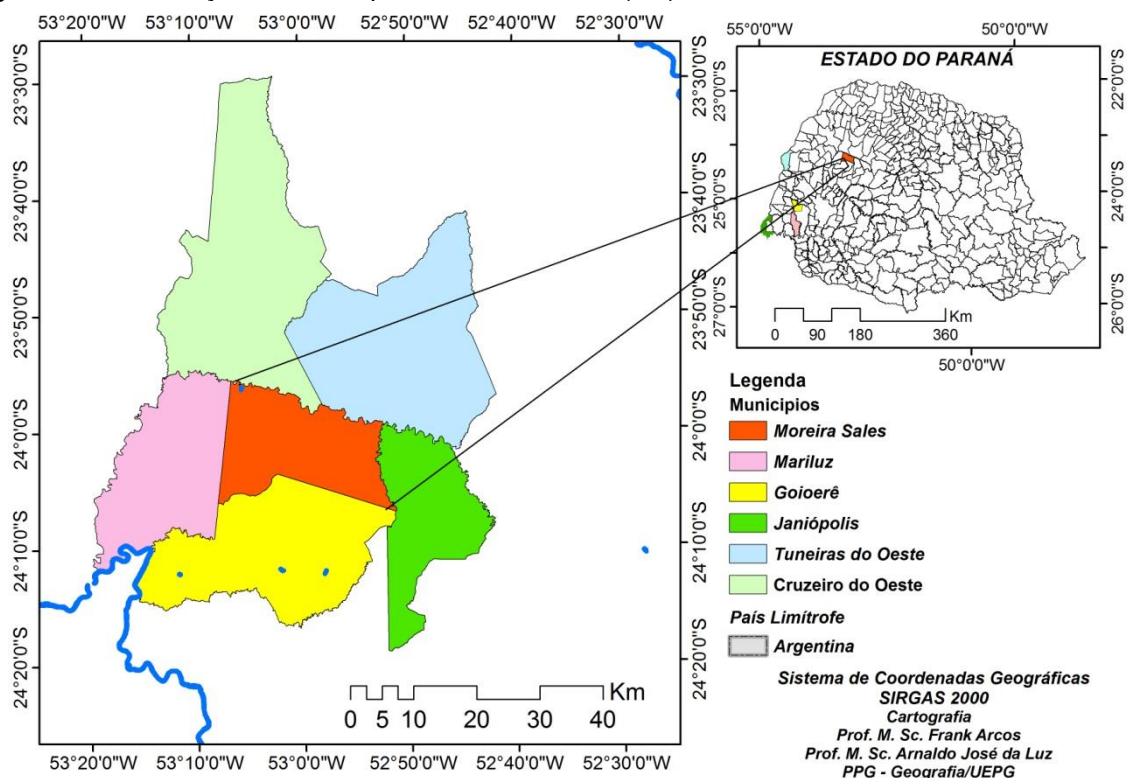 53°20'0"W 53°10'0"W 53°0'0"W 52°50'0"W 52°40'0"W 52°30'0"W
23°30'0"S 23°40'0"S 23°50'0"S 24°0'0"S 24°10'0"S 24°20'0"S
23°30'0"S 23°40'0"S 23°50'0"S 24°0'0"S 24°10'0"S 24°20'0"S
0 5 10 20 30 40 Km
53°20'0"W 53°10'0"W 53°0'0"W 52°50'0"W 52°40'0"W 52°30'0"W
55°0'0"W 50°0'0"W
ESTADO DO PARANÁ
23°0'0"S 25°0'0"S 27°0'0"S
22°0'0"S 24°0'0"S 26°0'0"S
Km
0 90 180 360
50°0'0"W
Legenda
Municipios
Moreira Sales
Mariluz
Goioerê
Janiópolis
Tuneiras do Oeste
Cruzeiro do Oeste
País Limítrofe
Argentina
Sistema de Coordenadas Geográficas
SIRGAS 2000
Cartografia
Prof. M. Sc. Frank Arcos
Prof. M. Sc. Arnaldo José da Luz
PPG - Geografia/UEPG